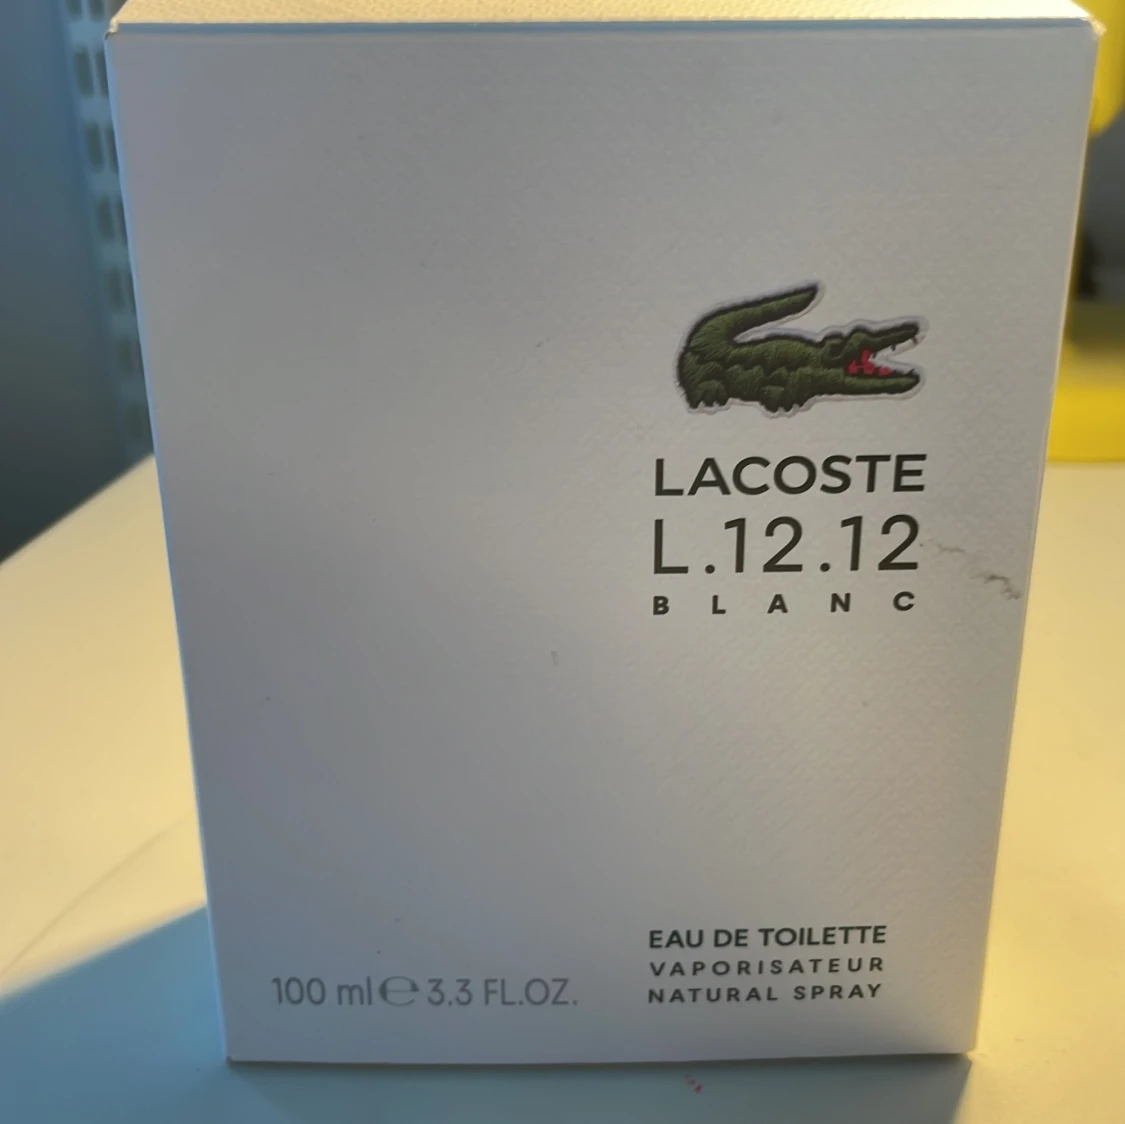 LACOSTE
L.12.12
BLANC
EAU DE TOILETTE
VAPORISATEUR
NATURAL SPRAY
100 ml ℮ 3.3 FL.OZ.